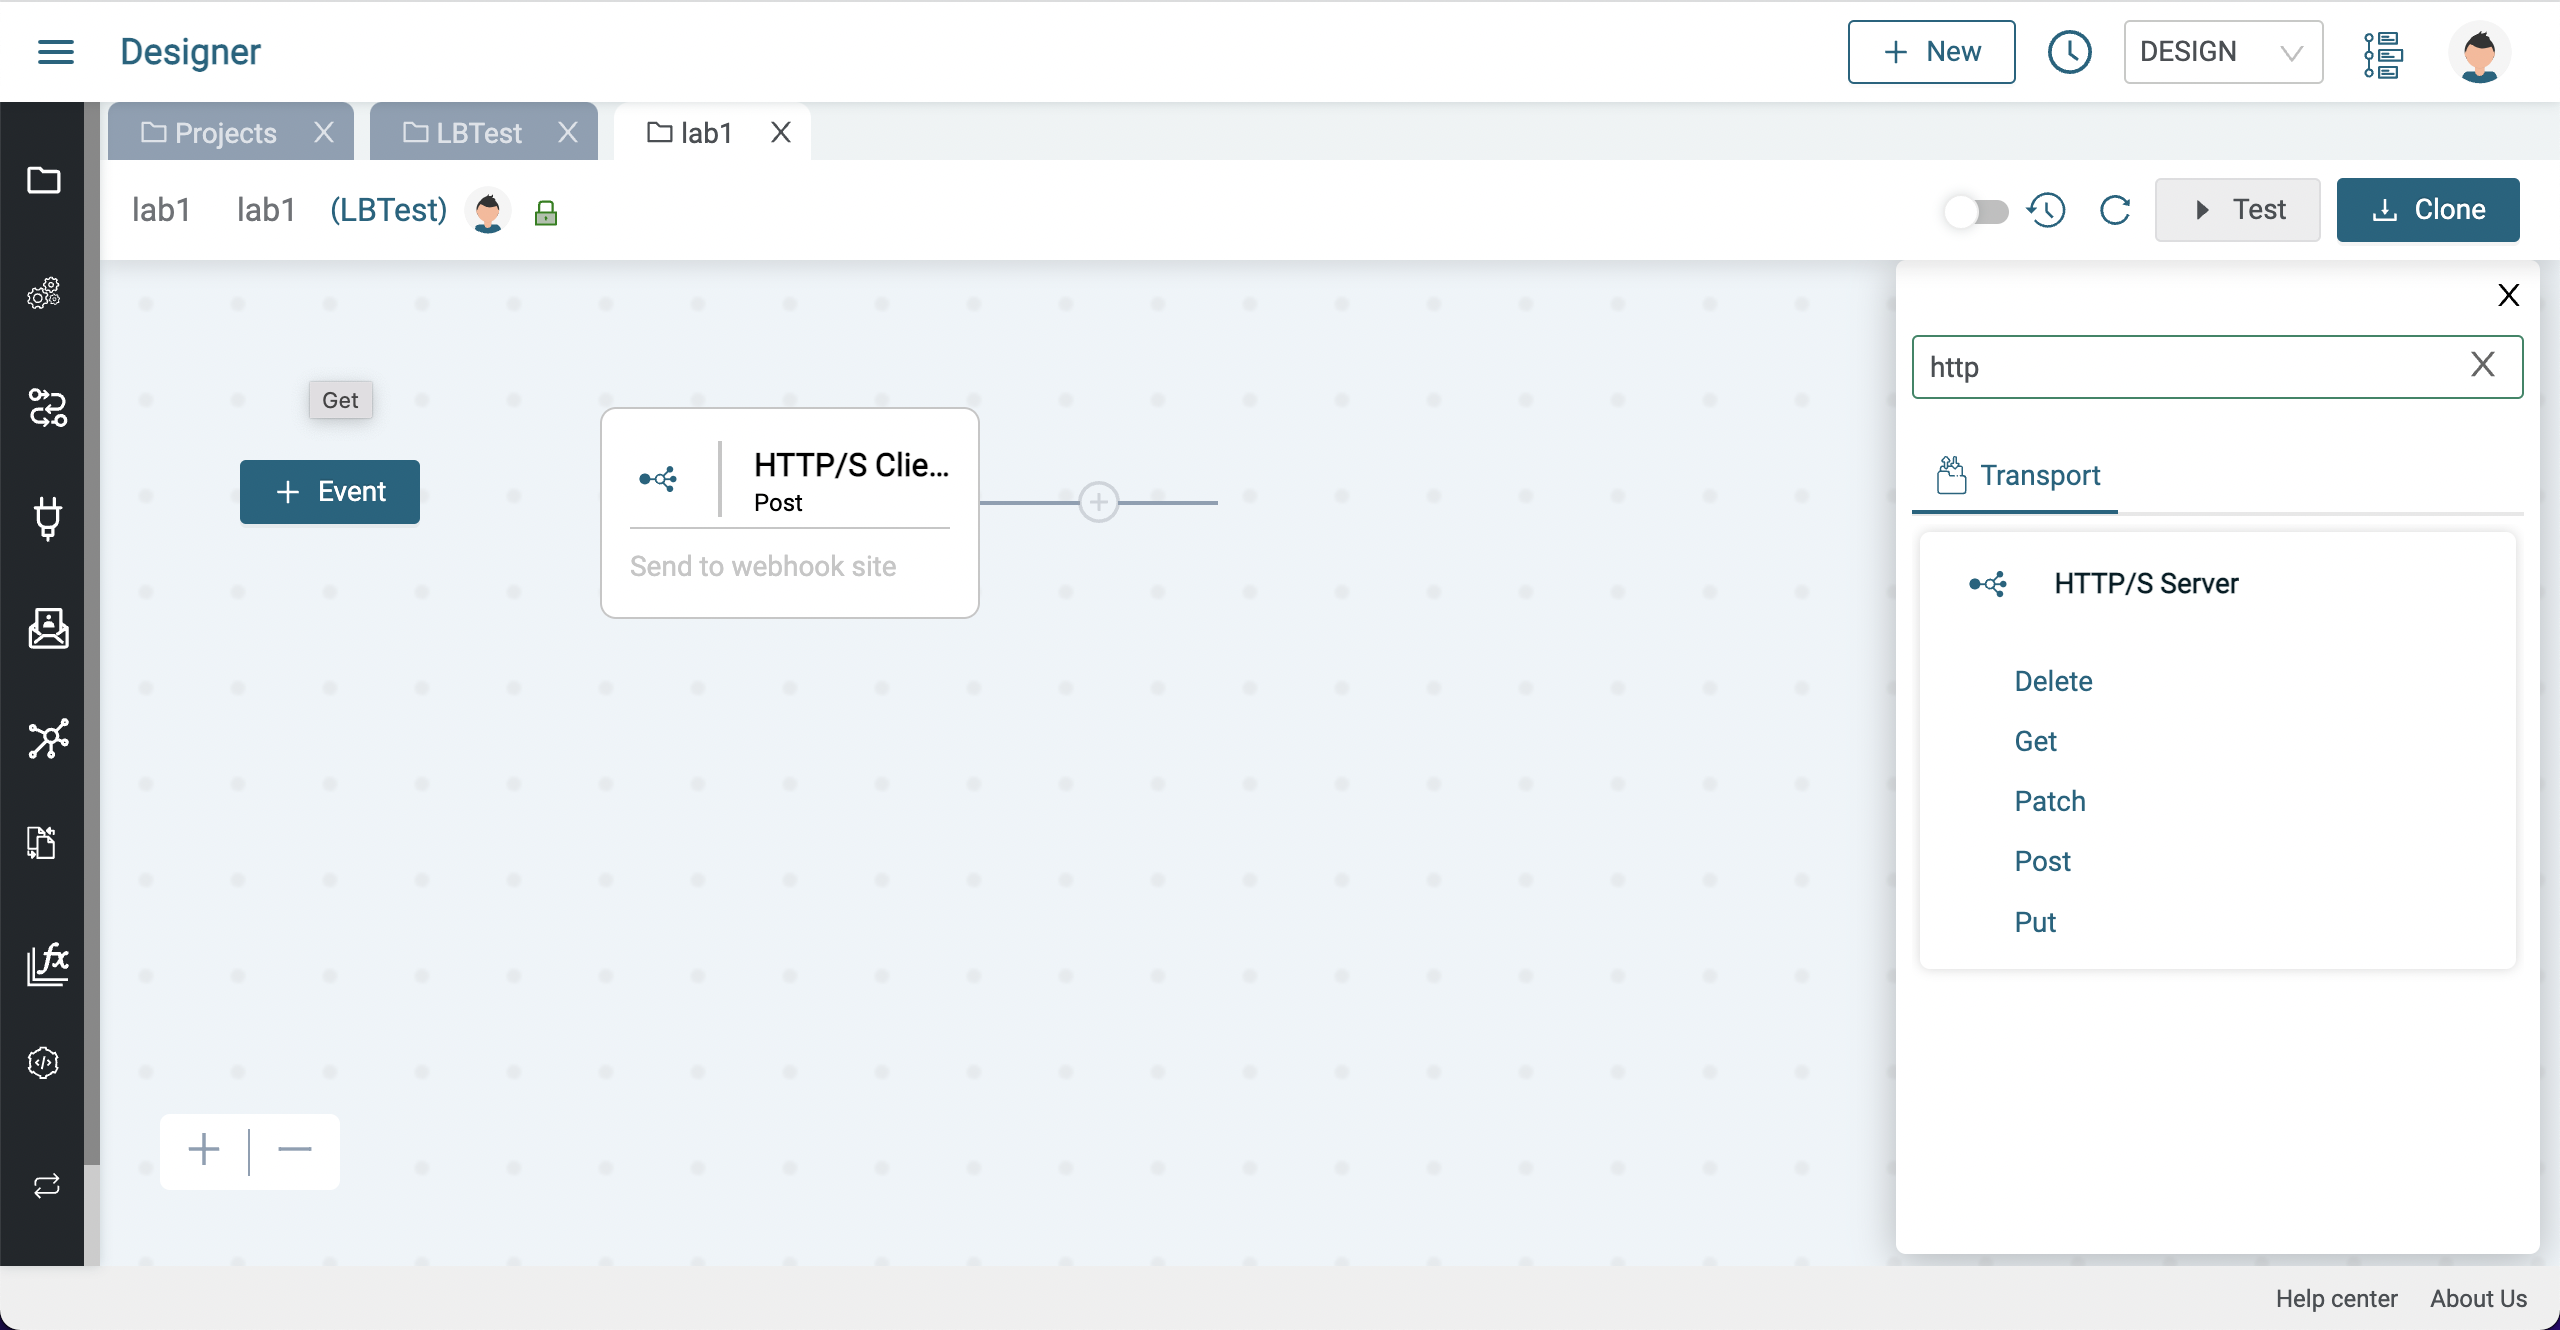 Designer
New
DESIGN
Projects X
LBTest X
lab1 X
lab1 lab1 (LBTest)
Test
Clone
X
http X
Get
Event
HTTP/S Clie...
Post
Send to webhook site
Transport
HTTP/S Server
Delete
Get
Patch
Post
Put
fx
Help center About Us